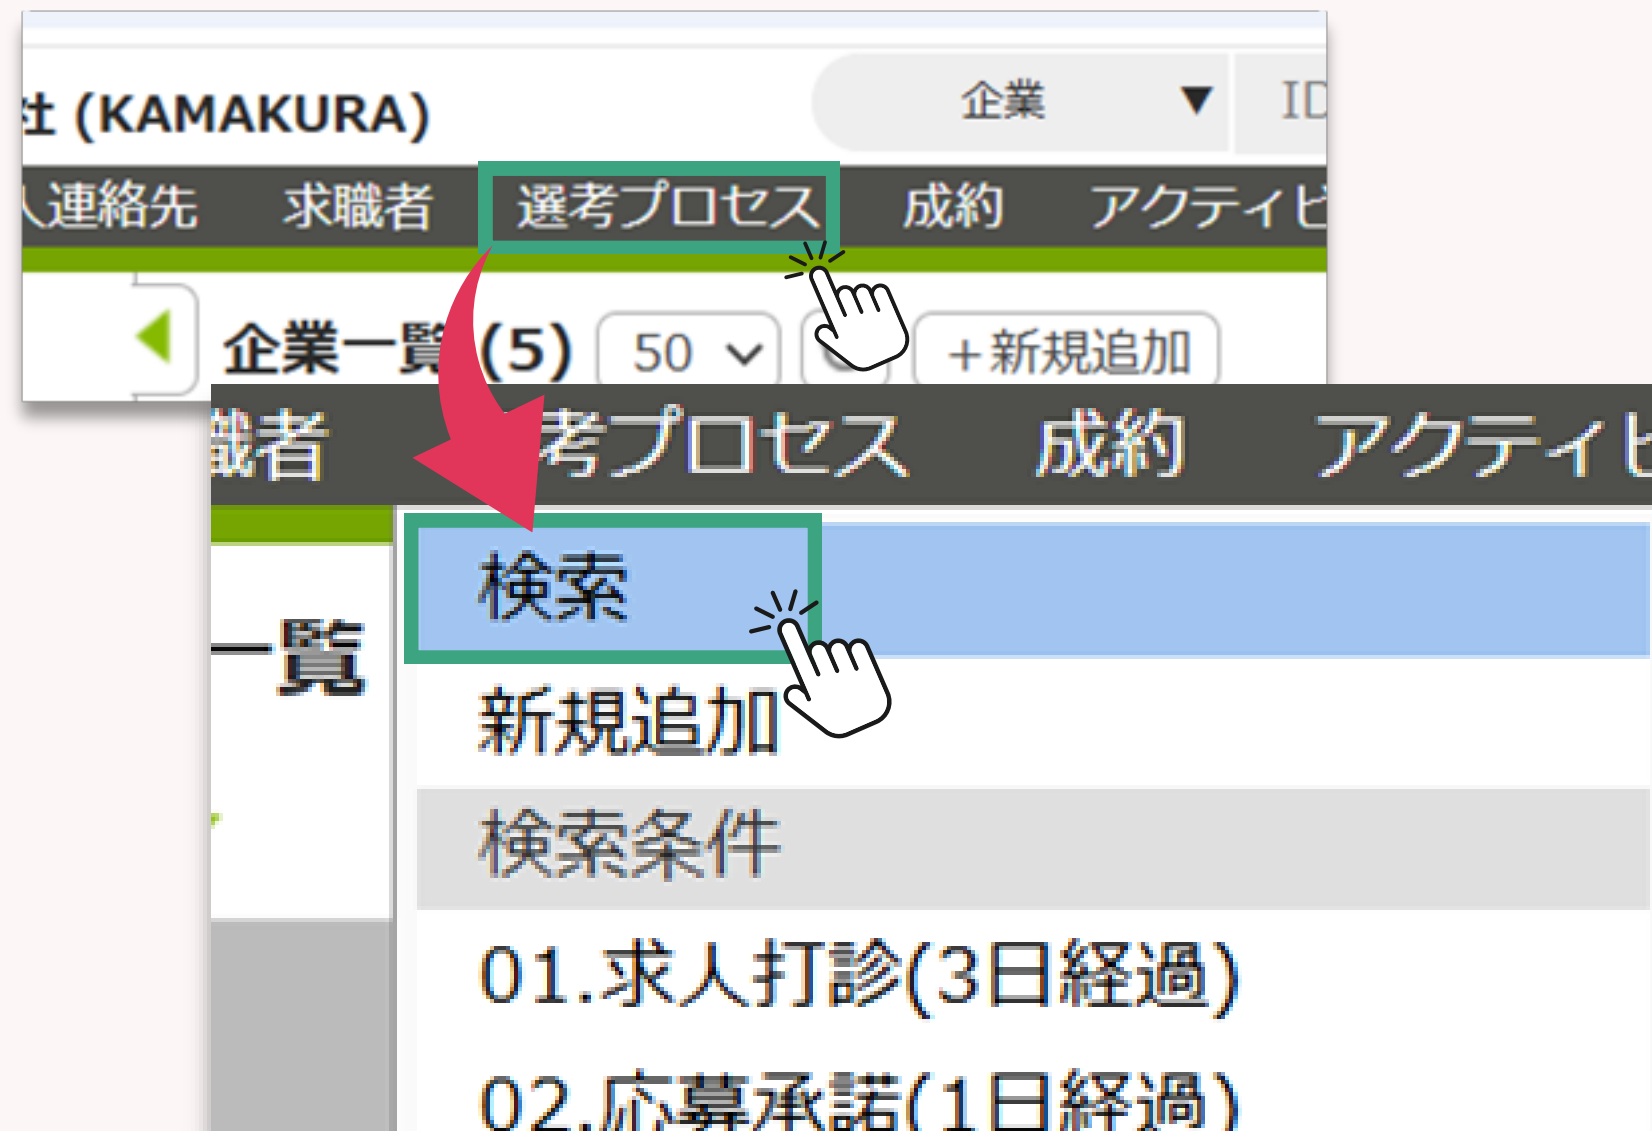 社 (KAMAKURA)
企業 ▼ ID
人連絡先 求職者 選考プロセス 成約 アクティビ
企業一覧 (5) 50 +新規追加
職者 考プロセス 成約 アクティビ
検索
一覧
新規追加
検索条件
01.求人打診(3日経過)
02.応募承諾(1日経過)